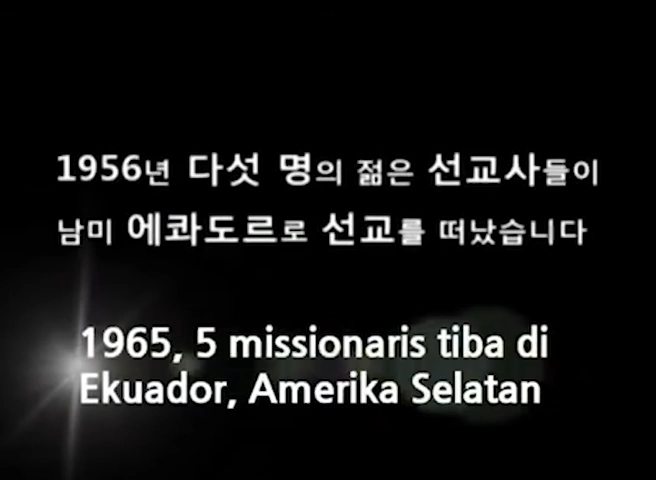 1956년 다섯 명의 젊은 선교사들이
남미 에콰도르로 선교를 떠났습니다
1965, 5 missionaris tiba di
Ekuador, Amerika Selatan